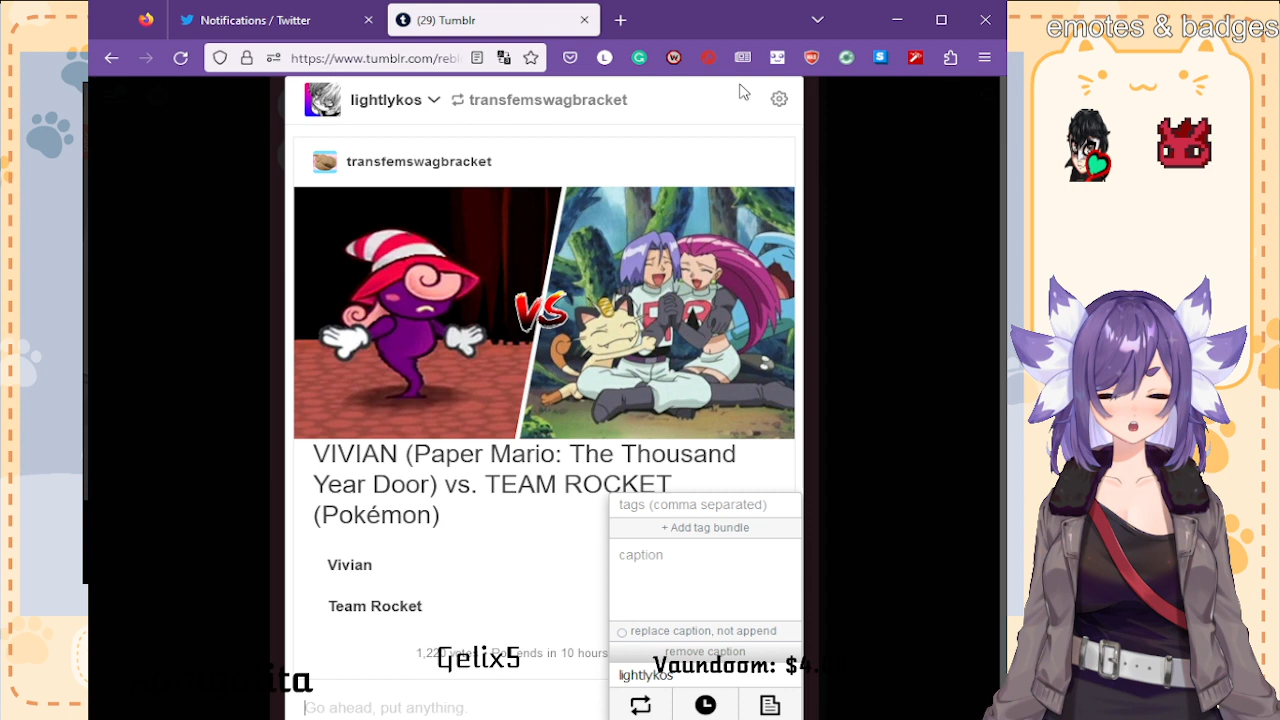 Notifications / Twitter
(29) Tumblr
emotes & badges
https://www.tumblr.com/rebl
lightlykos
transfemswagbracket
transfemswagbracket
VS
VIVIAN (Paper Mario: The Thousand
Year Door) vs. TEAM ROCKET
(Pokémon)
tags (comma separated)
+ Add tag bundle
caption
Vivian
Team Rocket
replace caption, not append
remove caption
ends in 10 hours
Gelix5
Vaundoom:
lightlykos
Go ahead, put anything.